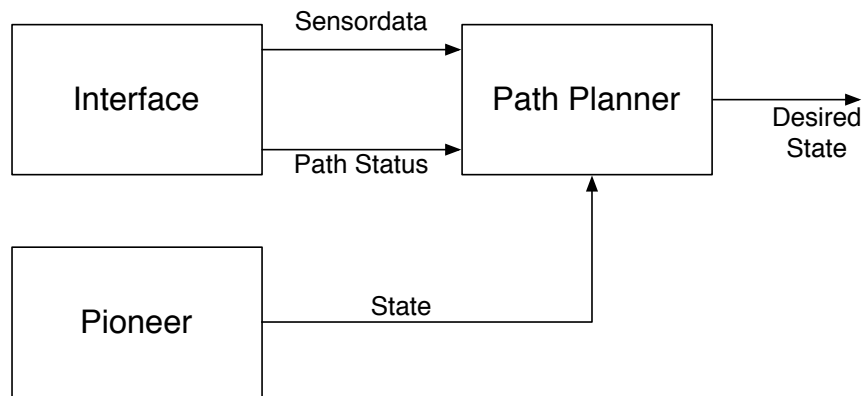 Sensordata
Interface
Path Planner
Desired
State
Path Status
State
Pioneer